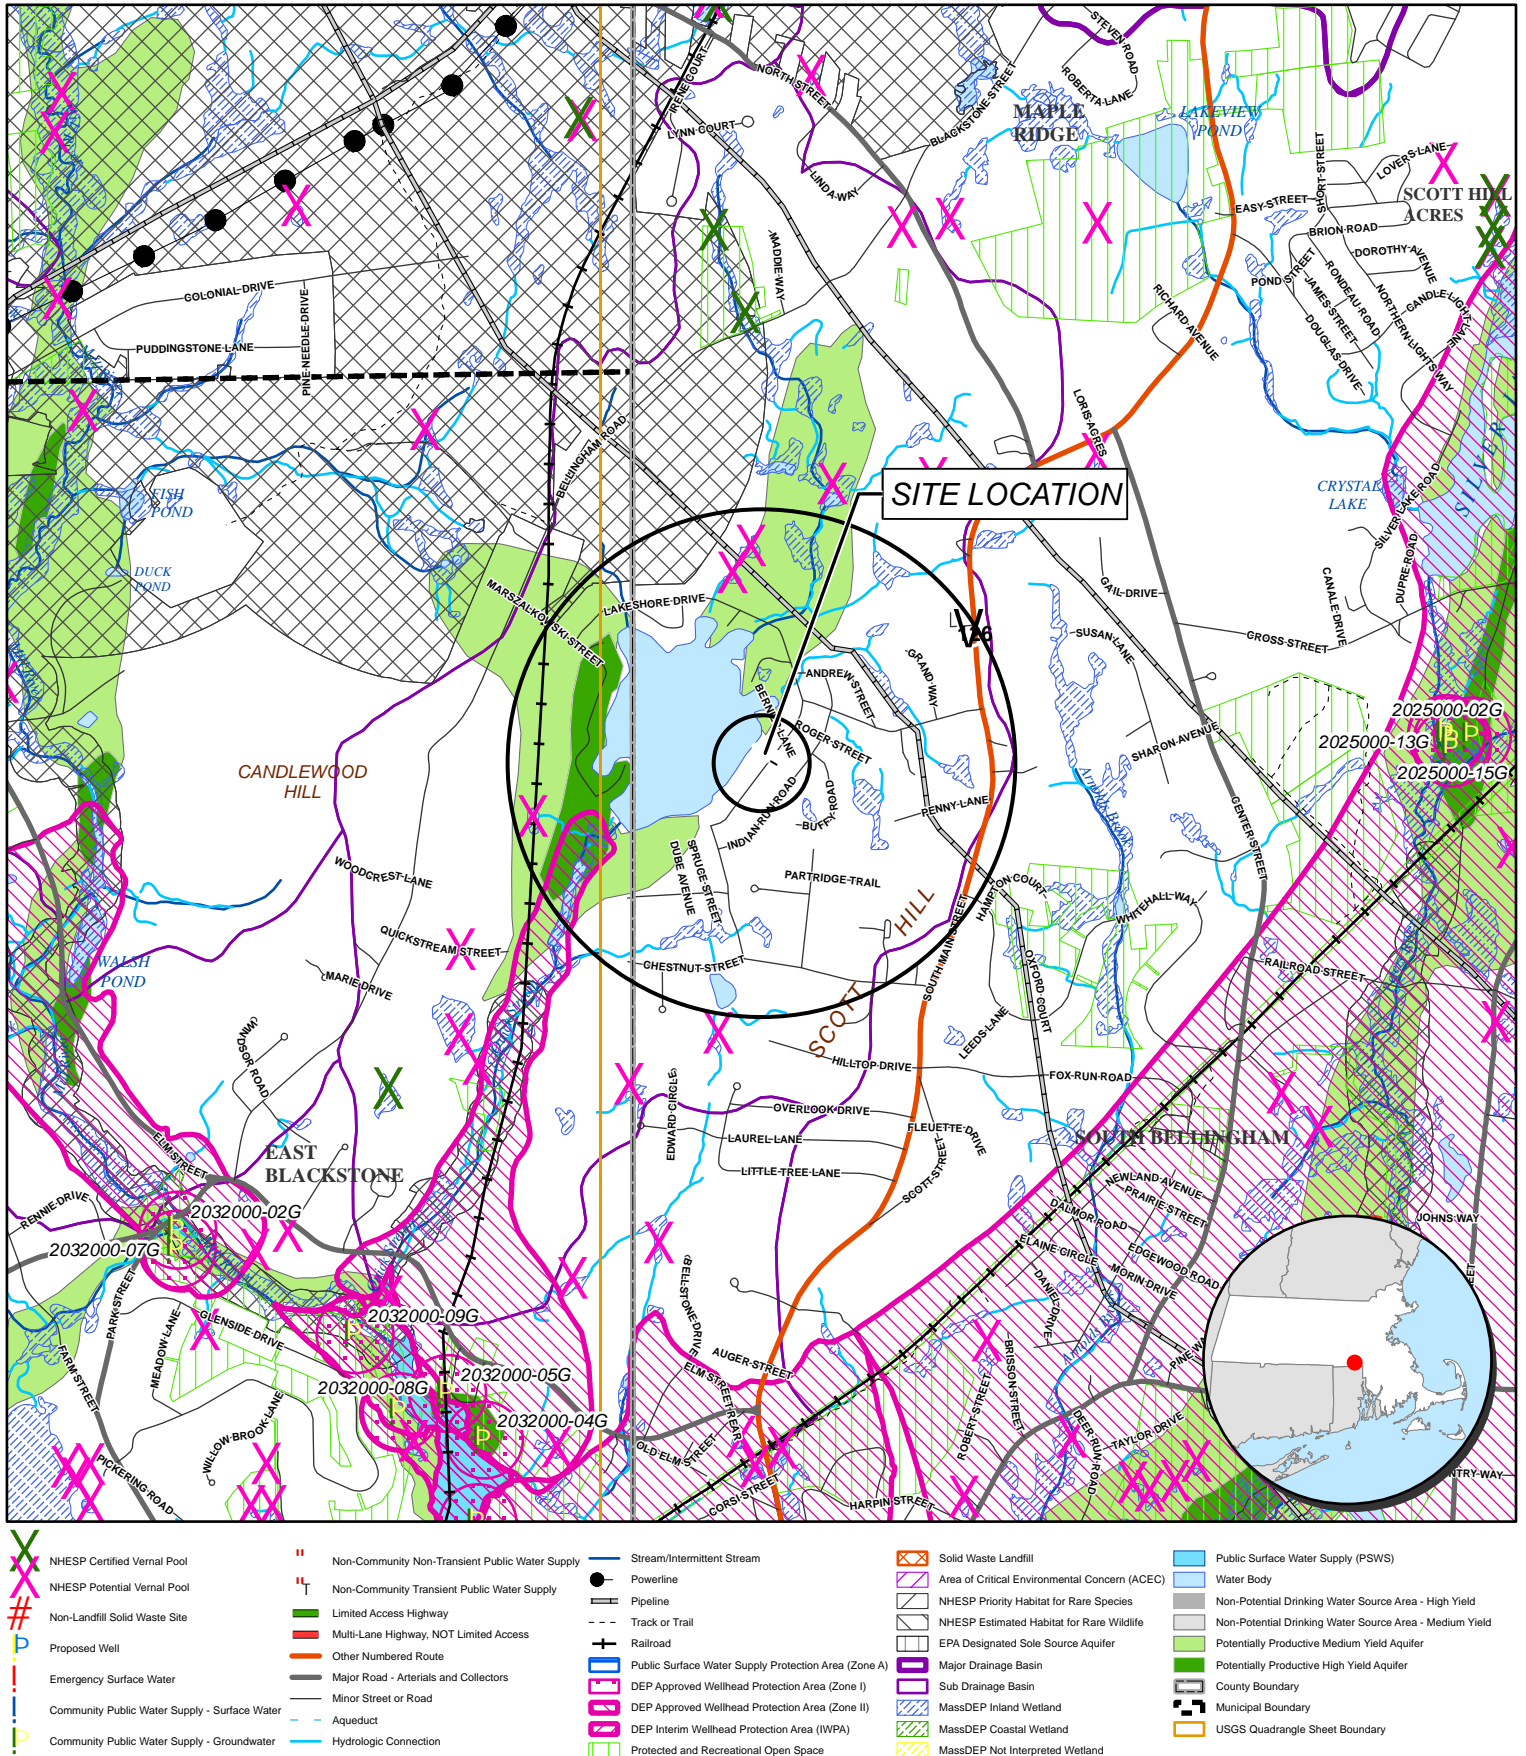 STEVEN ROAD
IRENE COURT
NORTH STREET
ROBERTA LANE
BLACKSTONE STREET
MAPLE
RIDGE
LAKEVIEW
POND
LYNN COURT
LINDA WAY
SHORT STREET
LOVERS LANE
SCOTT HILL
ACRES
EASY STREET
BRION ROAD
DOROTHY AVENUE
MADDIE WAY
POND STREET
RONDEAU ROAD
JAMES STREET
NORTHERN LIGHTS WAY
CANDLE LIGHT LANE
DOUGLAS DRIVE
RICHARD AVENUE
COLONIAL DRIVE
PINE NEEDLE DRIVE
PUDDINGSTONE LANE
BELLINGHAM ROAD
LORIS ACRES
FISH
POND
SITE LOCATION
CRYSTAL
LAKE
SILVER LAKE ROAD
SILVER L
DUCK
POND
MARSZALKOWSKI STREET
LAKESHORE DRIVE
GAIL DRIVE
CANALE DRIVE
DUPRE ROAD
126
SUSAN LANE
GROSS STREET
ANDREW STREET
GRAND WAY
BERNIE LANE
ROGER STREET
SHARON AVENUE
2025000-02G
2025000-13G
2025000-15G
CANDLEWOOD
HILL
INDIAN RUN ROAD
BUFFY ROAD
PENNY LANE
Arnolds Brook
CENTER STREET
WOODCREST LANE
DUBE AVENUE
SPRUCE STREET
PARTRIDGE TRAIL
HAMPTON COURT
WHITEHALL WAY
SCOTT HILL
QUICKSTREAM STREET
CHESTNUT STREET
SOUTH MAIN STREET
OXFORD COURT
RAILROAD STREET
WALSH
POND
MARIE DRIVE
WINDSOR ROAD
LEEDS LANE
HILLTOP DRIVE
FOX RUN ROAD
EDWARD CIRCLE
OVERLOOK DRIVE
FLEUETTE DRIVE
LAUREL LANE
LITTLE TREE LANE
SCOTT STREET
SOUTH BELLINGHAM
ELM STREET
EAST
BLACKSTONE
NEWLAND AVENUE
PRAIRIE STREET
RENNIE DRIVE
2032000-02G
2032000-07G
DALMOR ROAD
JOHNS WAY
ELAINE CIRCLE
EDGEWOOD ROAD
MORIN DRIVE
DANIEL DRIVE
BELLSTONE DRIVE
PARK STREET
MEADOW LANE
GLENSIDE DRIVE
2032000-09G
AUGER STREET
ELM STREET REAR
BRISSON STREET
PINE WA
FARM STREET
2032000-08G
2032000-05G
2032000-04G
WILLOW BROOK LANE
PICKERING ROAD
OLD ELM STREET
CORSI STREET
HARPIN STREET
ROBERT STREET
DEER RUN ROAD
TAYLOR DRIVE
NTRY WAY
NHESP Certified Vernal Pool
NHESP Potential Vernal Pool
Non-Landfill Solid Waste Site
Proposed Well
Emergency Surface Water
Community Public Water Supply - Surface Water
Community Public Water Supply - Groundwater
Non-Community Non-Transient Public Water Supply
Non-Community Transient Public Water Supply
Limited Access Highway
Multi-Lane Highway, NOT Limited Access
Other Numbered Route
Major Road - Arterials and Collectors
Minor Street or Road
Aqueduct
Hydrologic Connection
Stream/Intermittent Stream
Powerline
Pipeline
Track or Trail
Railroad
Public Surface Water Supply Protection Area (Zone A)
DEP Approved Wellhead Protection Area (Zone I)
DEP Approved Wellhead Protection Area (Zone II)
DEP Interim Wellhead Protection Area (IWPA)
Protected and Recreational Open Space
Solid Waste Landfill
Area of Critical Environmental Concern (ACEC)
NHESP Priority Habitat for Rare Species
NHESP Estimated Habitat for Rare Wildlife
EPA Designated Sole Source Aquifer
Major Drainage Basin
Sub Drainage Basin
MassDEP Inland Wetland
MassDEP Coastal Wetland
MassDEP Not Interpreted Wetland
Public Surface Water Supply (PSWS)
Water Body
Non-Potential Drinking Water Source Area - High Yield
Non-Potential Drinking Water Source Area - Medium Yield
Potentially Productive Medium Yield Aquifer
Potentially Productive High Yield Aquifer
County Boundary
Municipal Boundary
USGS Quadrangle Sheet Boundary